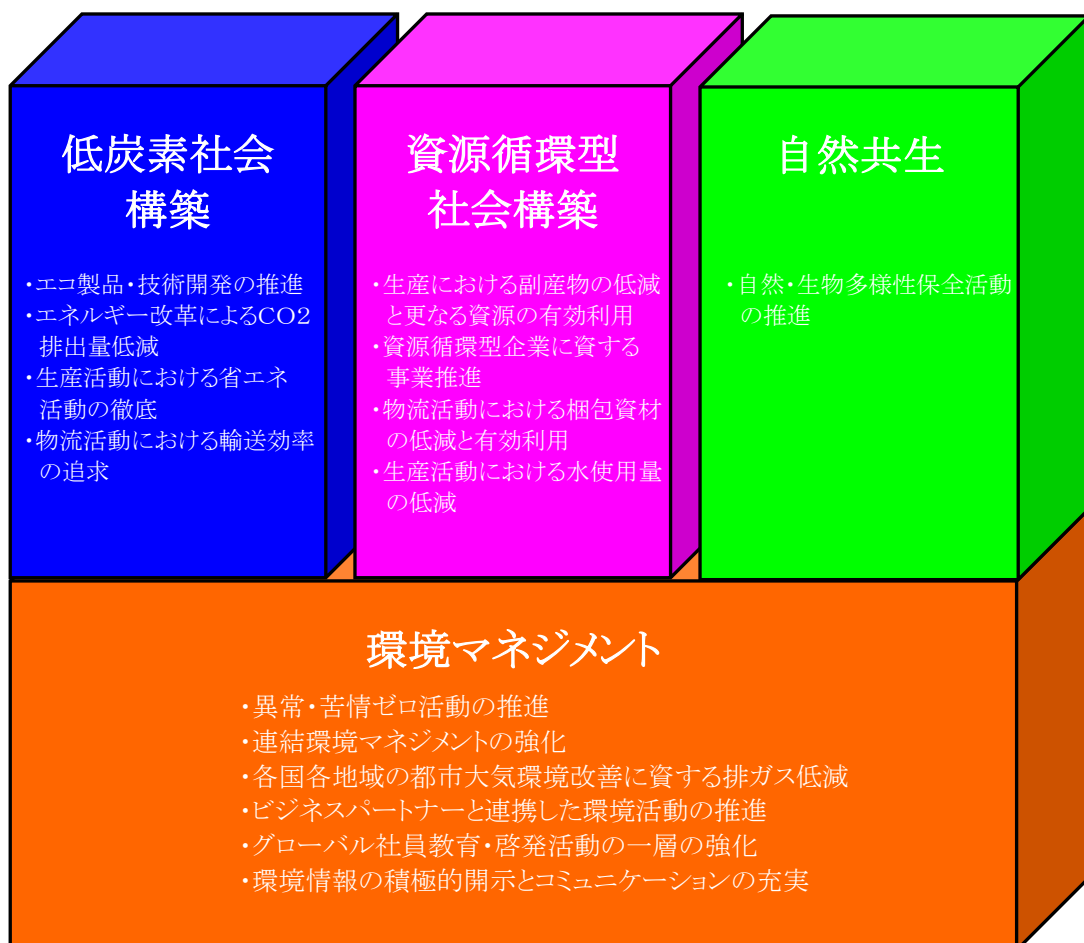 低炭素社会
構築
・エコ製品・技術開発の推進
・エネルギー改革によるCO2
排出量低減
・生産活動における省エネ
活動の徹底
・物流活動における輸送効率
の追求
資源循環型
社会構築
・生産における副産物の低減
と更なる資源の有効利用
・資源循環型企業に資する
事業推進
・物流活動における梱包資材
の低減と有効利用
・生産活動における水使用量
の低減
自然共生
・自然・生物多様性保全活動
の推進
環境マネジメント
・異常・苦情ゼロ活動の推進
・連結環境マネジメントの強化
・各国各地域の都市大気環境改善に資する排ガス低減
・ビジネスパートナーと連携した環境活動の推進
・グローバル社員教育・啓発活動の一層の強化
・環境情報の積極的開示とコミュニケーションの充実